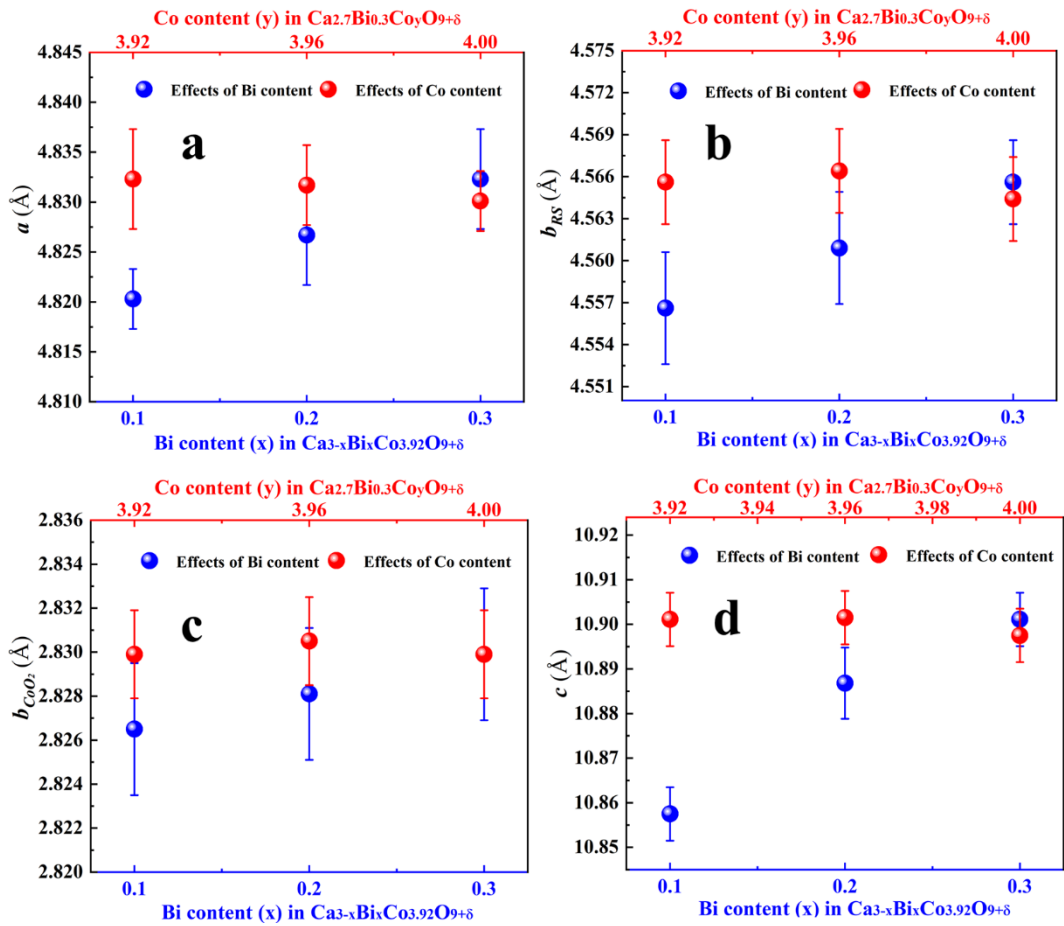 Co content (y) in Ca2.7Bi0.3CoyO9+δ
3.92 3.96 4.00
4.845
4.840
4.835
4.830
4.825
4.820
4.815
4.810
a (Å)
Effects of Bi content Effects of Co content
a
0.1 0.2 0.3
Bi content (x) in Ca3-xBixCo3.92O9+δ
Co content (y) in Ca2.7Bi0.3CoyO9+δ
3.92 3.96 4.00
4.575
4.572
4.569
4.566
4.563
4.560
4.557
4.554
4.551
bRS (Å)
Effects of Bi content Effects of Co content
b
0.1 0.2 0.3
Bi content (x) in Ca3-xBixCo3.92O9+δ
Co content (y) in Ca2.7Bi0.3CoyO9+δ
3.92 3.96 4.00
2.836
2.834
2.832
2.830
2.828
2.826
2.824
2.822
2.820
bCoO2 (Å)
Effects of Bi content Effects of Co content
c
0.1 0.2 0.3
Bi content (x) in Ca3-xBixCo3.92O9+δ
Co content (y) in Ca2.7Bi0.3CoyO9+δ
3.92 3.94 3.96 3.98 4.00
10.92
10.91
10.90
10.89
10.88
10.86
10.85
c (Å)
Effects of Bi content Effects of Co content
d
0.1 0.2 0.3
Bi content (x) in Ca3-xBixCo3.92O9+δ